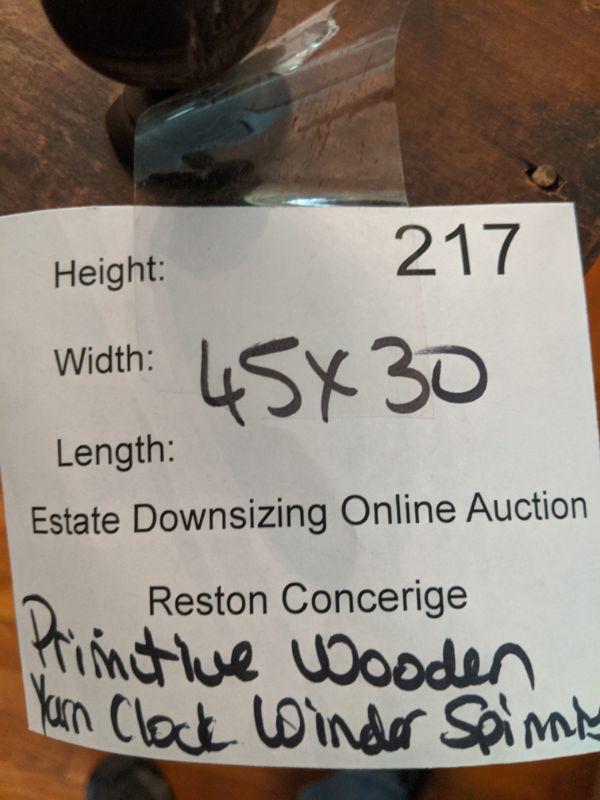 217
Height:
Width: 45x30
Length:
Estate Downsizing Online Auction
Reston Concerige
Primitive Wooden
Yarn Clock Winder